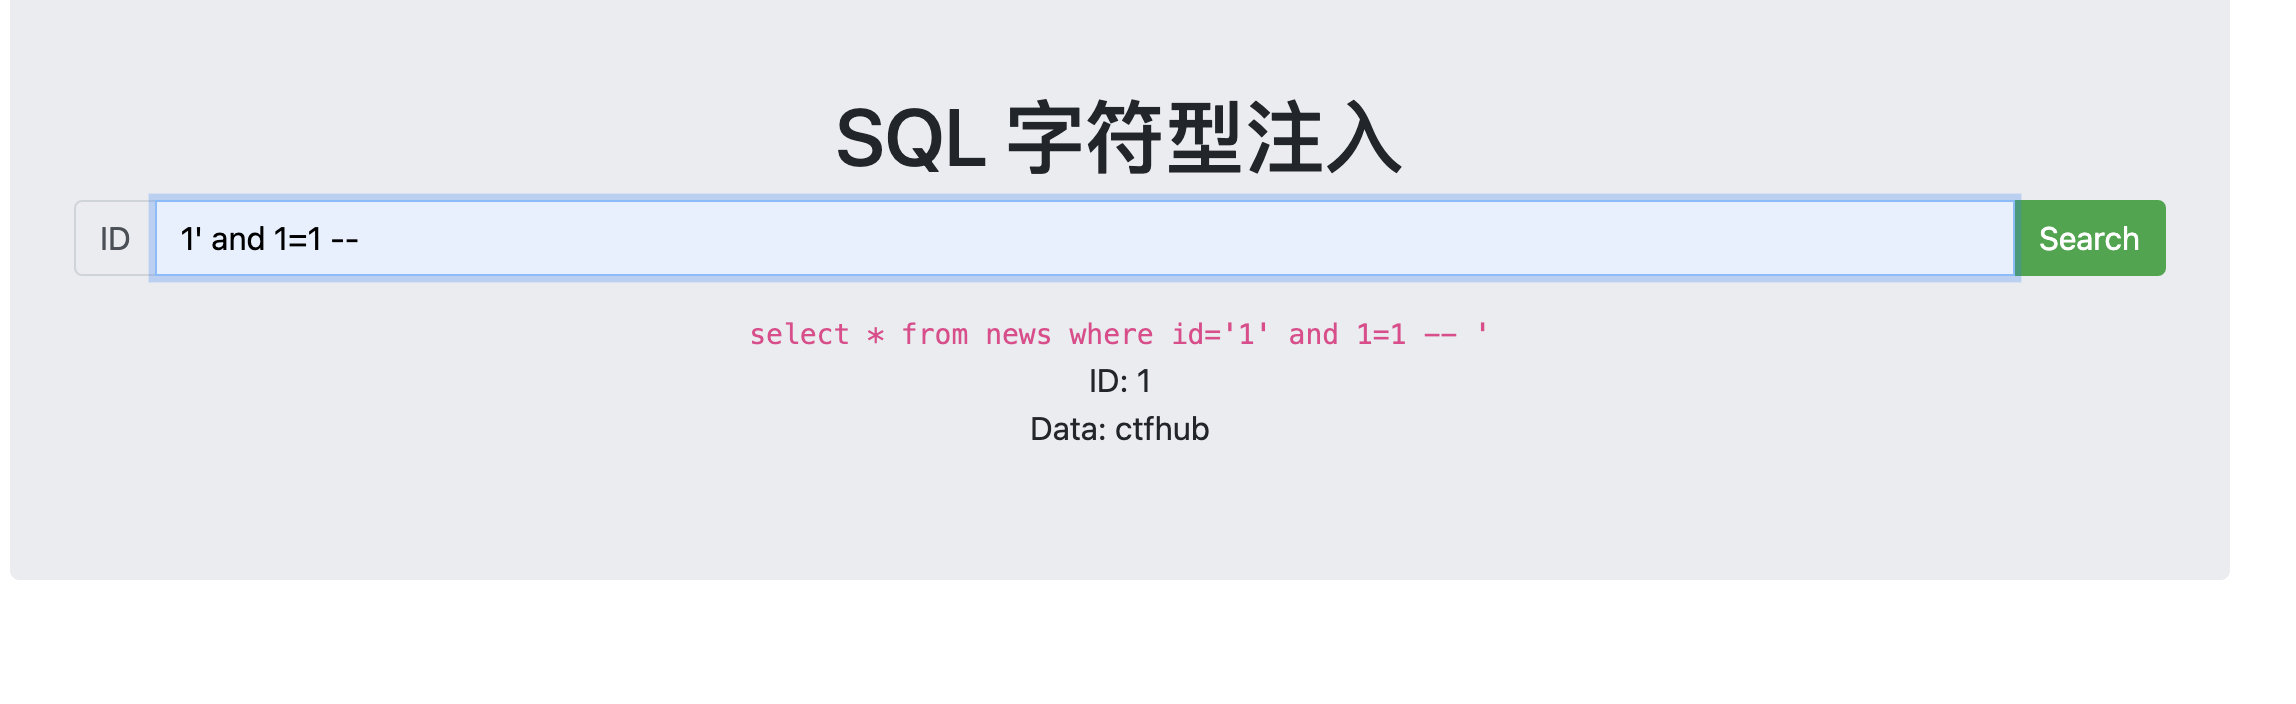 SQL 字符型注入
ID 1' and 1=1 -- Search
select * from news where id='1' and 1=1 -- '
ID: 1
Data: ctfhub